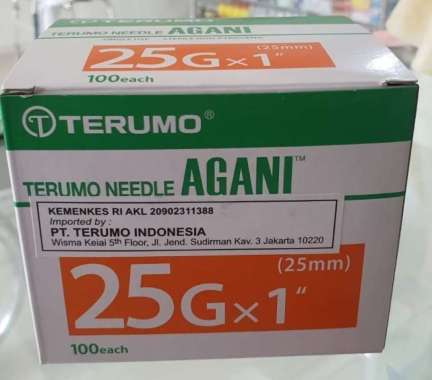 TERUMO®
TERUMO NEEDLE AGANI
25G×1"
(25mm)
100each
TERUMO®
TERUMO NEEDLE AGANI™
KEMENKES RI AKL 20902311388
Imported by :
PT. TERUMO INDONESIA
Wisma Keiai 5th Floor, Jl. Jend. Sudirman Kav. 3 Jakarta 10220
(25mm)
25G×1"
100each